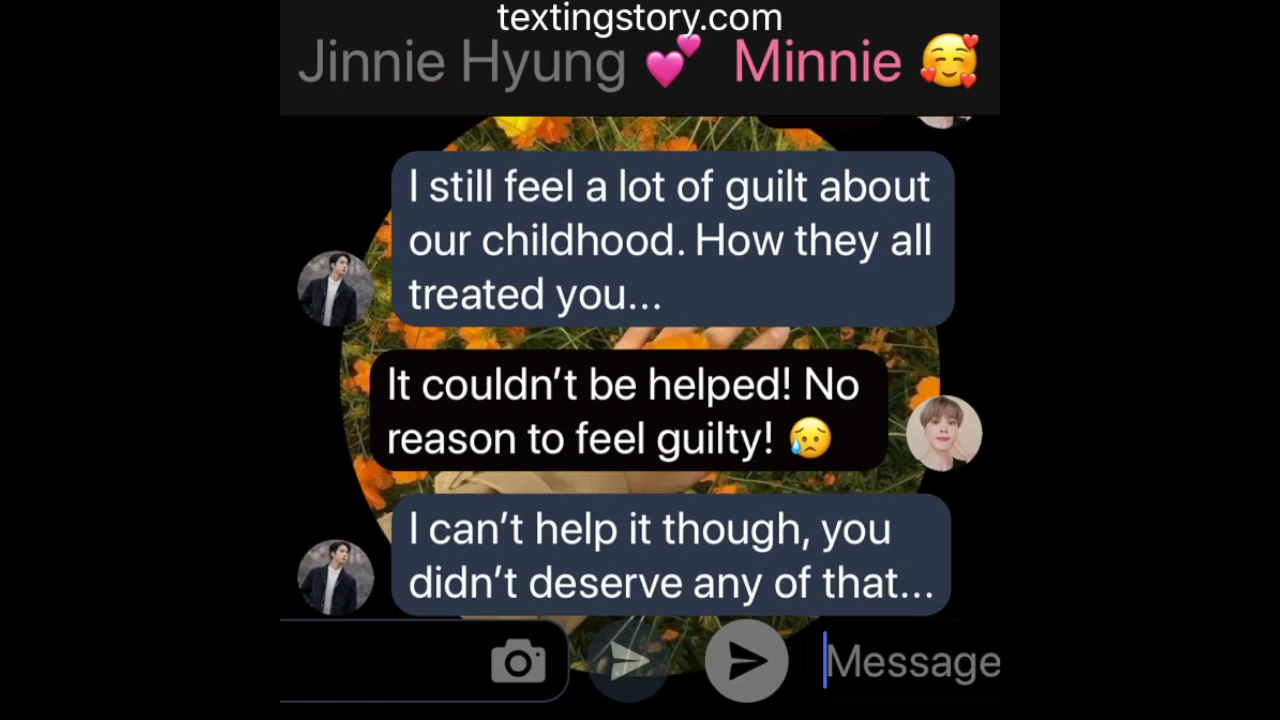 textingstory.com
Jinnie Hyung 💕 Minnie 🥰
I still feel a lot of guilt about
our childhood. How they all
treated you...
It couldn't be helped! No
reason to feel guilty! 😥
I can't help it though, you
didn't deserve any of that...
Message